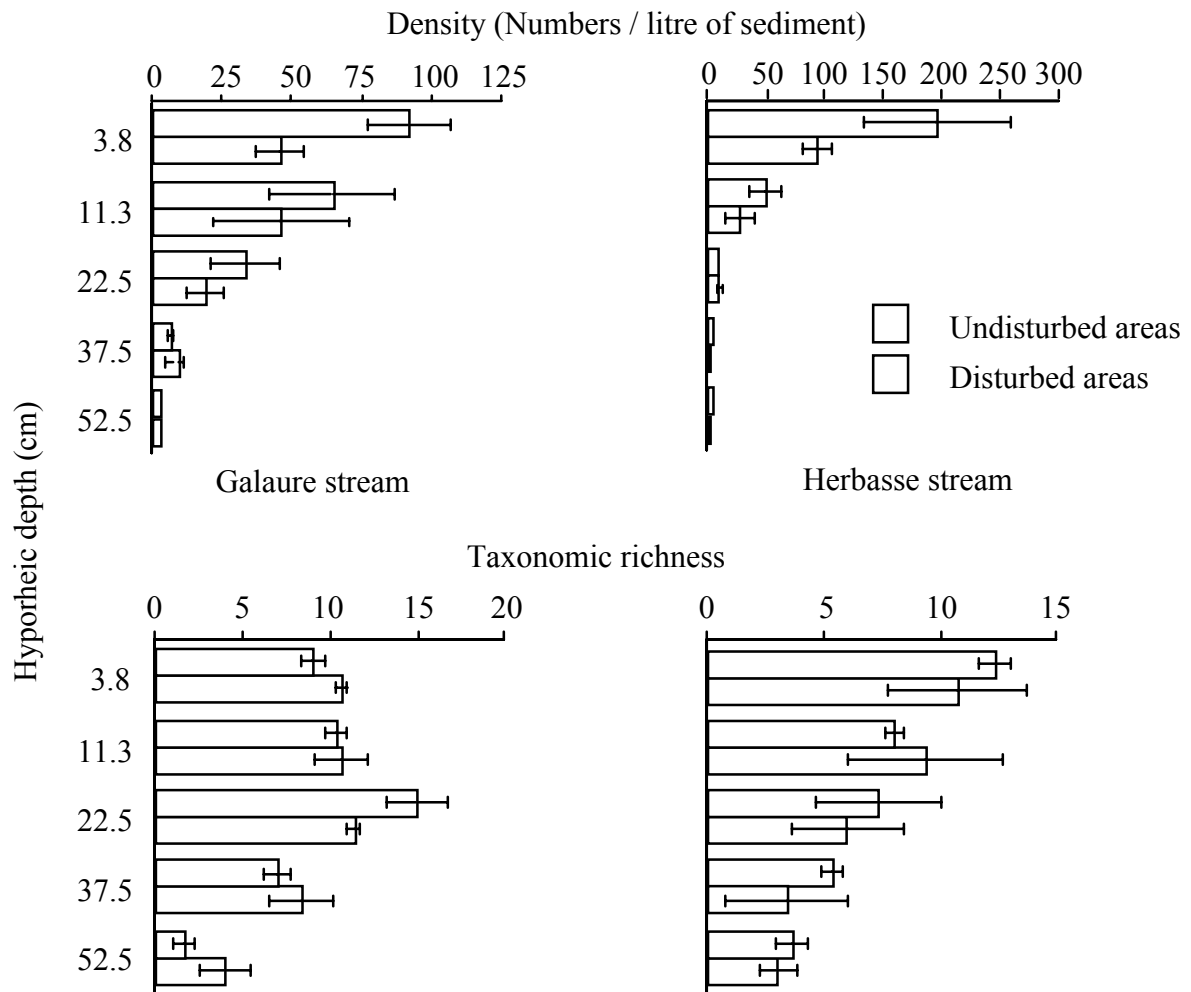 Density (Numbers / litre of sediment)
0 25 50 75 100 125
0 50 100 150 200 250 300
3.8
11.3
22.5
37.5
52.5
Undisturbed areas
Disturbed areas
Hyporheic depth (cm)
Galaure stream
Herbasse stream
Taxonomic richness
0 5 10 15 20
0 5 10 15
3.8
11.3
22.5
37.5
52.5